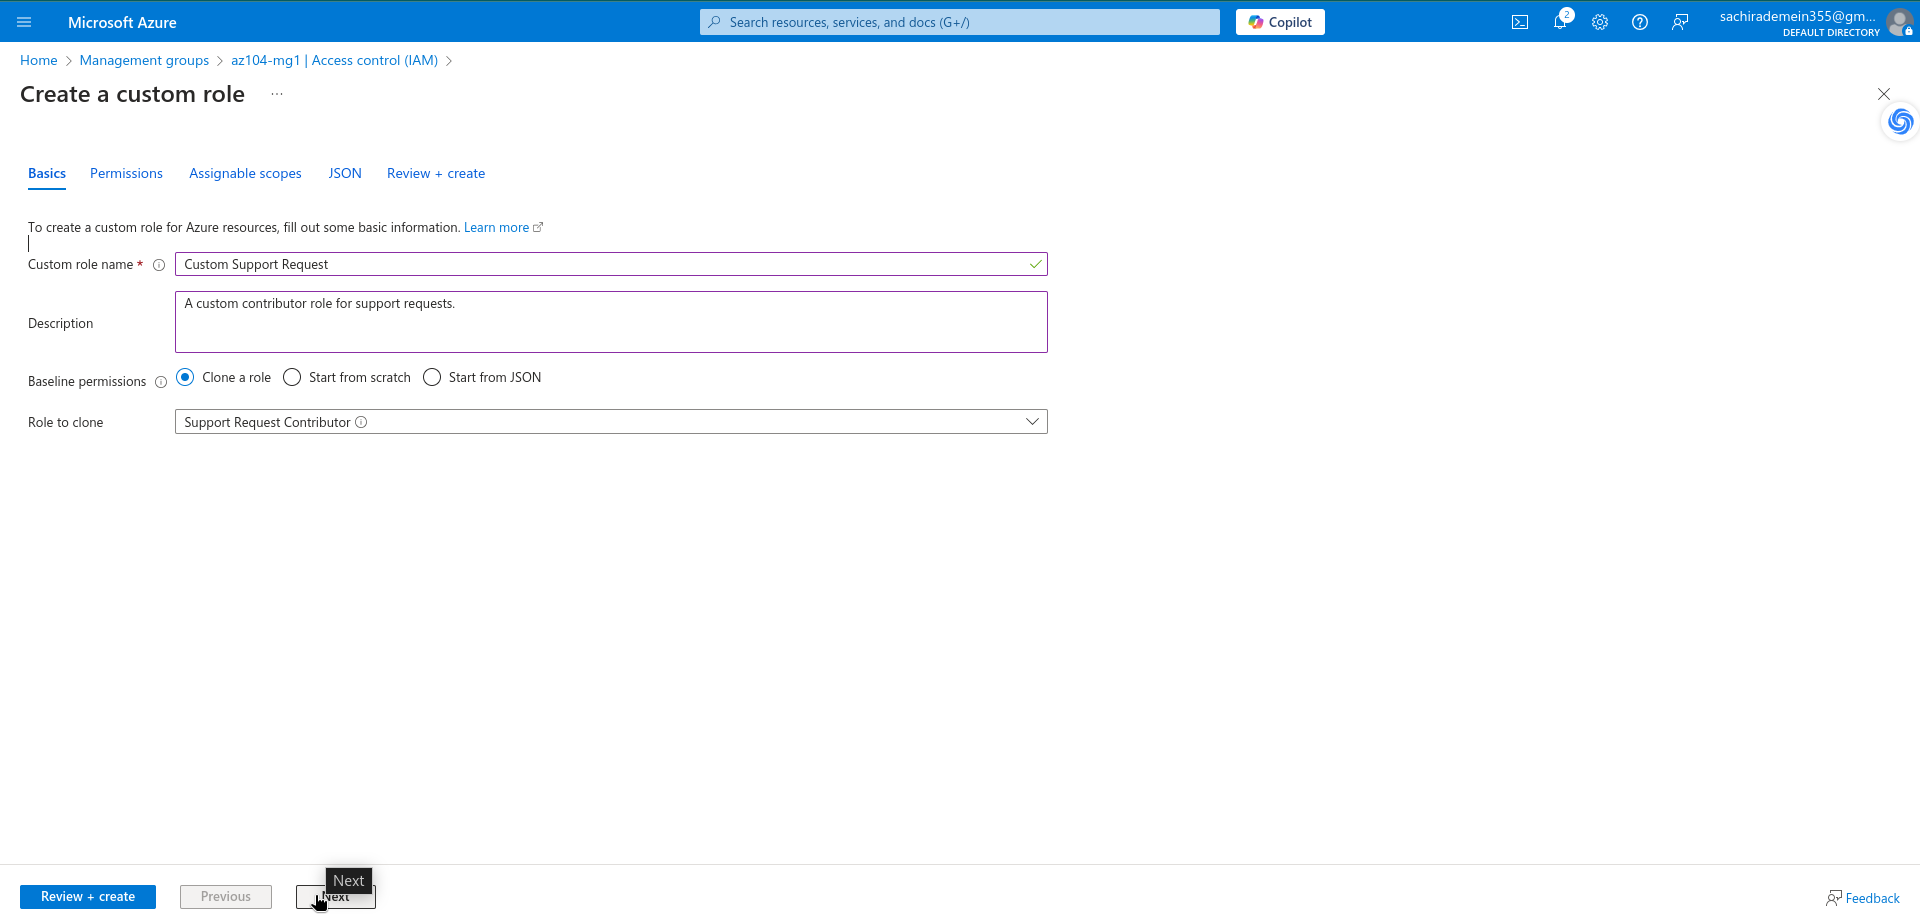 Microsoft Azure
Search resources, services, and docs (G+/)
Copilot
2
sachirademein355@gm...
DEFAULT DIRECTORY
Home > Management groups > az104-mg1 | Access control (IAM) >
Create a custom role ...
Basics Permissions Assignable scopes JSON Review + create
To create a custom role for Azure resources, fill out some basic information. Learn more
Custom role name * Custom Support Request
Description A custom contributor role for support requests.
Baseline permissions Clone a role Start from scratch Start from JSON
Role to clone Support Request Contributor
Next
Review + create Previous Next
Feedback